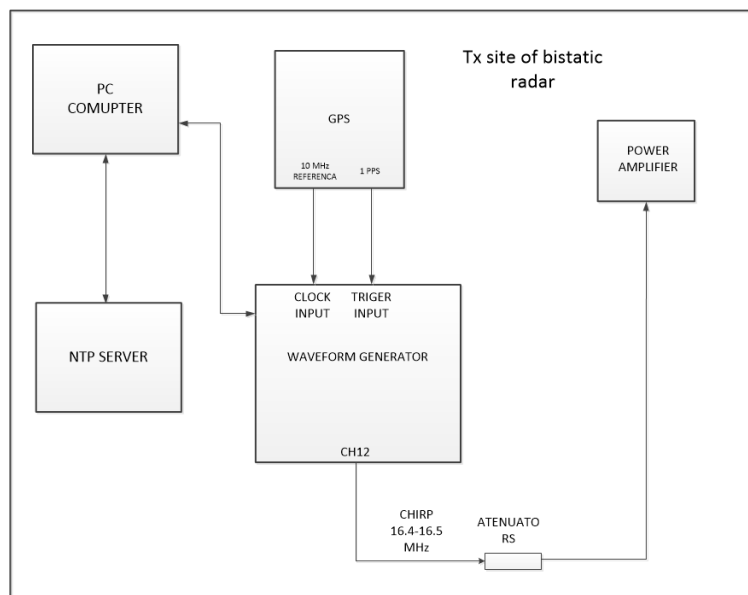 Tx site of bistatic
radar
PC
COMUPTER
GPS
10 MHz
REFERENCA
1 PPS
POWER
AMPLIFIER
NTP SERVER
CLOCK
INPUT
TRIGER
INPUT
WAVEFORM GENERATOR
CH12
CHIRP
16.4-16.5
MHz
ATENUATO
RS